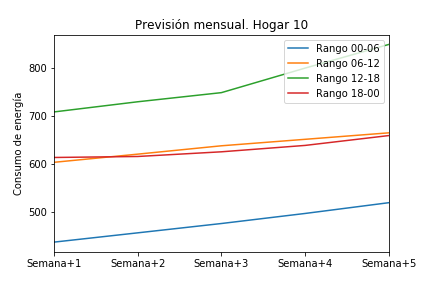 Previsión mensual. Hogar 10
Rango 00-06
Rango 06-12
Rango 12-18
Rango 18-00
Consumo de energía
800
700
600
500
Semana+1 Semana+2 Semana+3 Semana+4 Semana+5